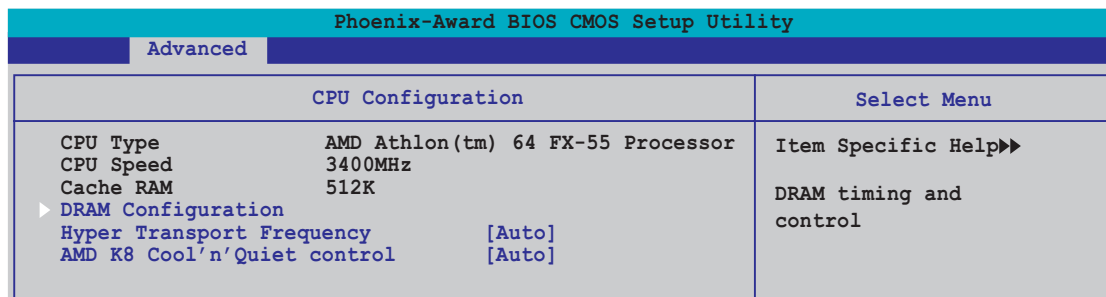 Phoenix-Award BIOS CMOS Setup Utility
Advanced
CPU Configuration
Select Menu
CPU Type AMD Athlon(tm) 64 FX-55 Processor
CPU Speed 3400MHz
Cache RAM 512K
DRAM Configuration
Hyper Transport Frequency [Auto]
AMD K8 Cool'n'Quiet control [Auto]
Item Specific Help
DRAM timing and
control